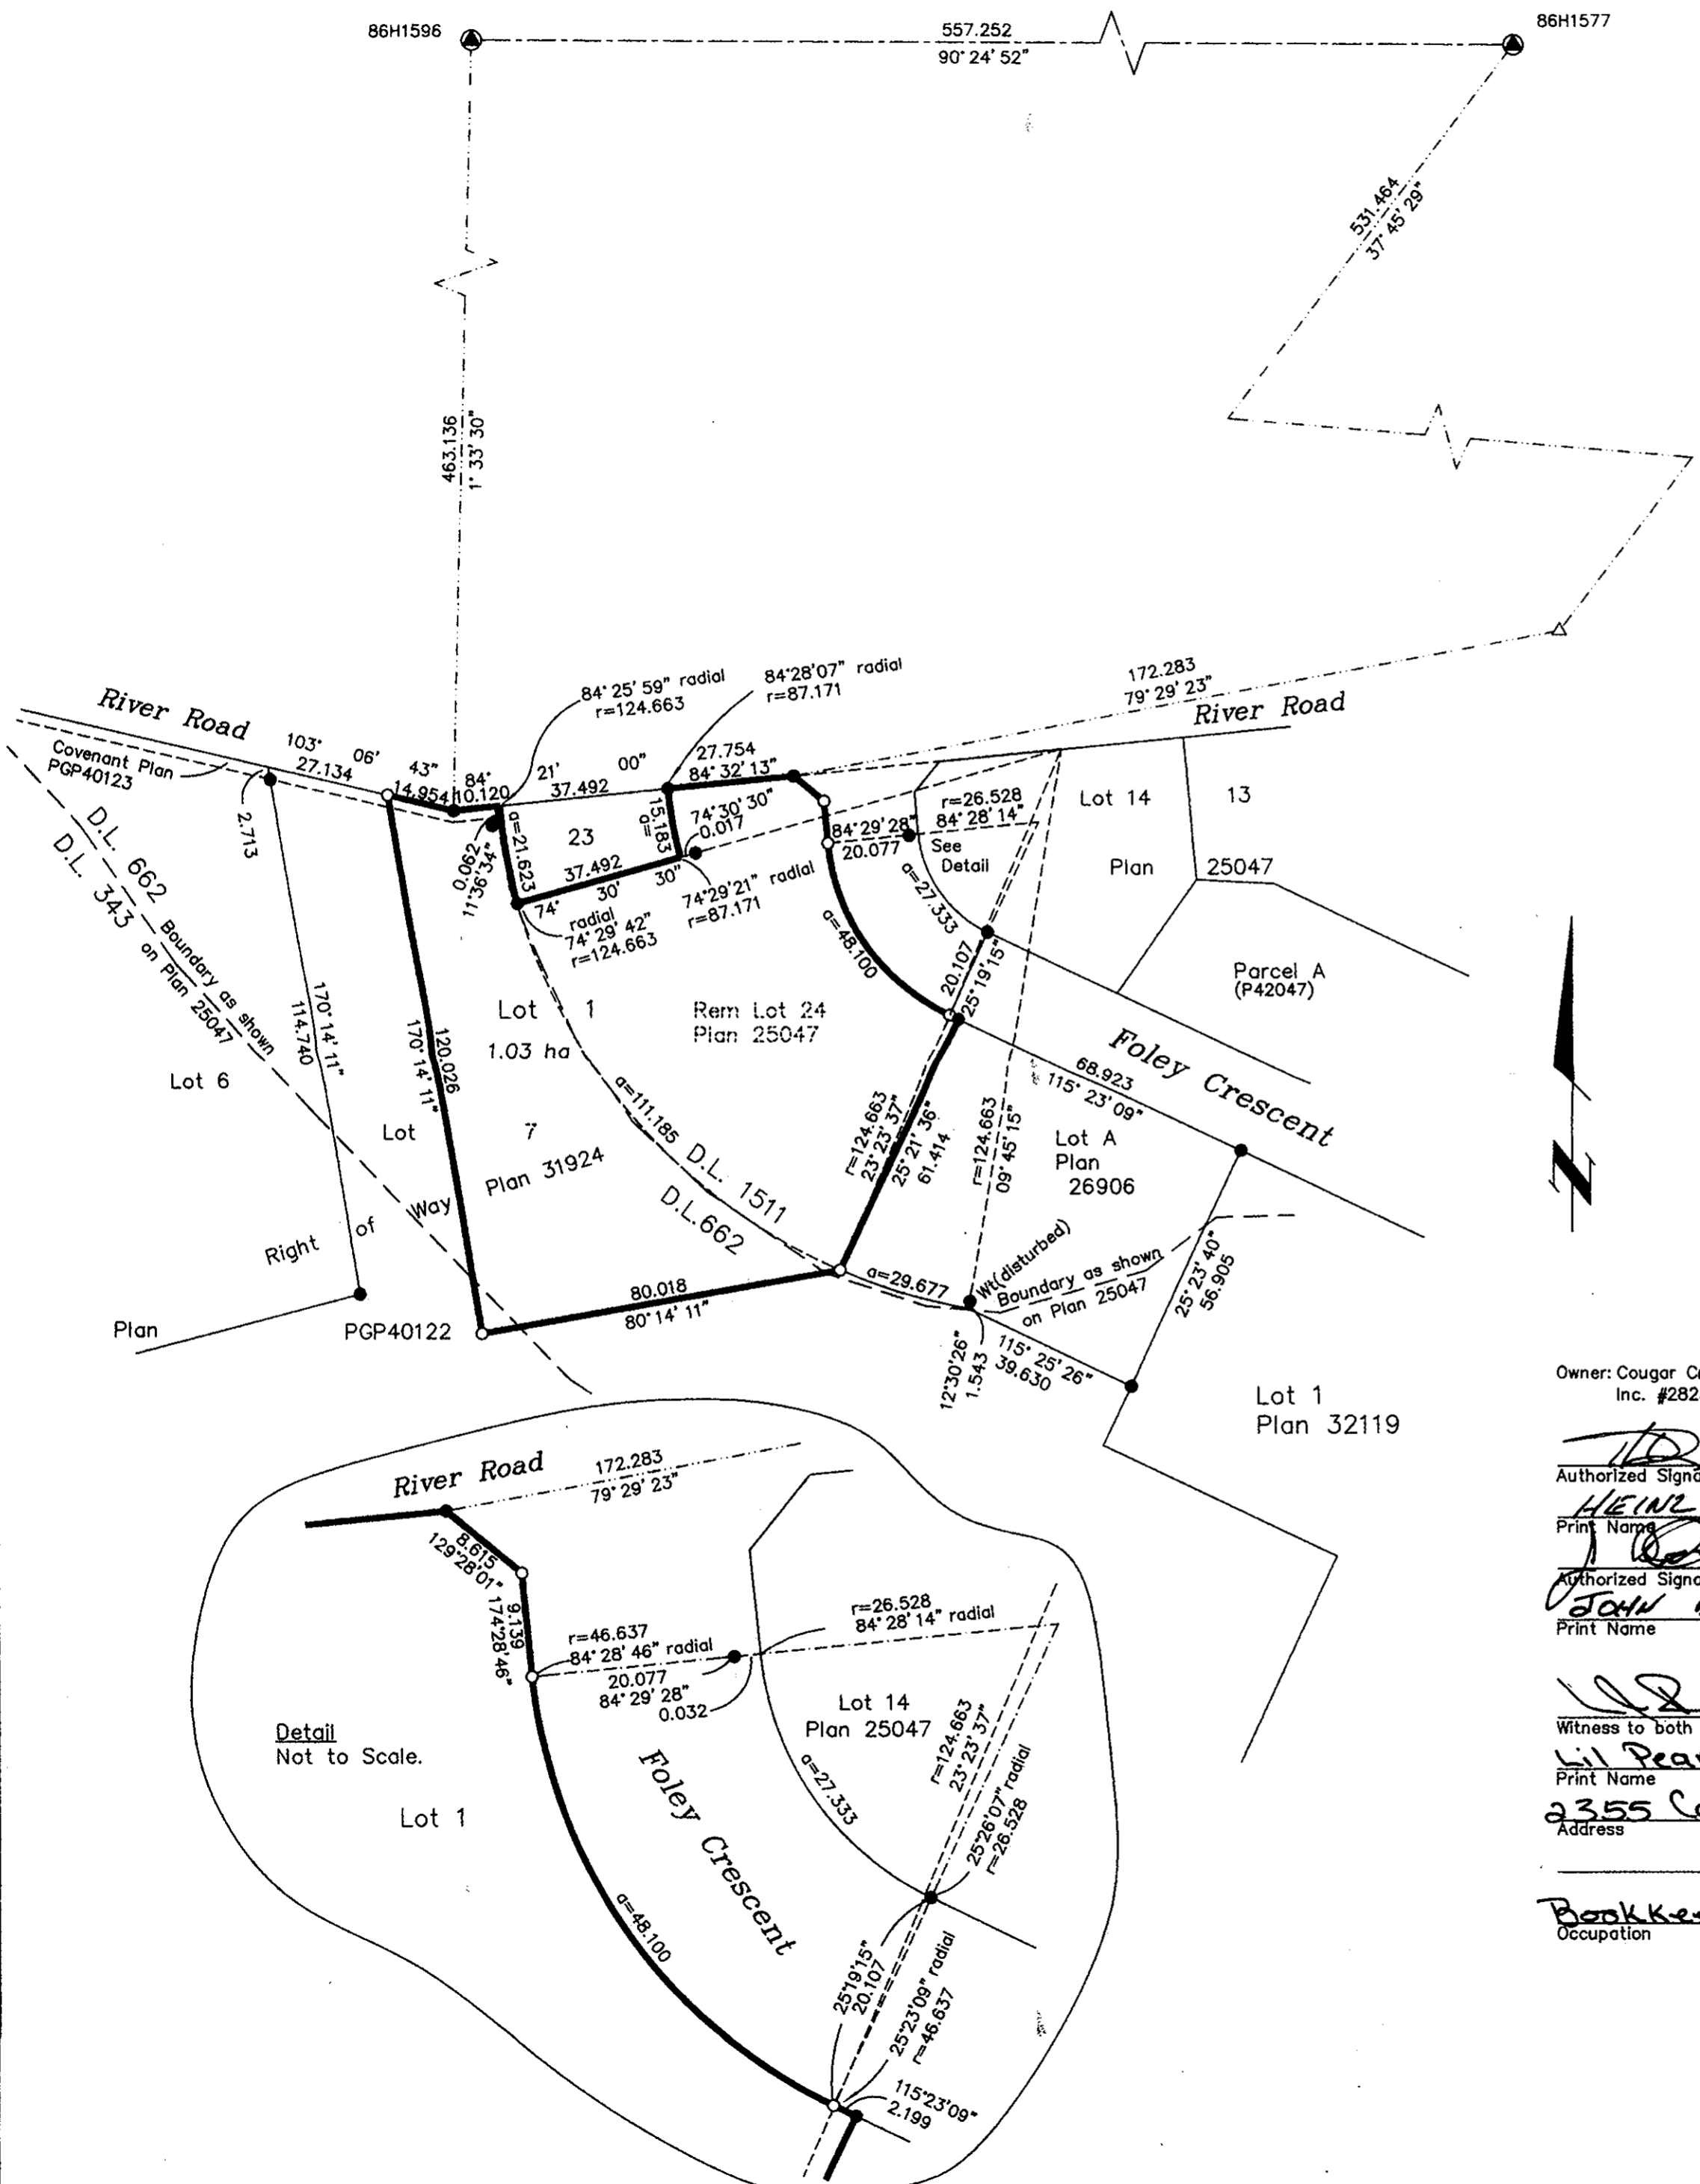 86H1596
557.252
90° 24' 52"
86H1577
531.464
37° 45' 29"
463.136
1° 33' 30"
172.283
79° 29' 23"
River Road
River Road
Covenant Plan
PGP40123
103° 06' 43"
27.134
14.954
84° 21' 00"
10.120
37.492
84° 25' 59" radial
r=124.663
84°28'07" radial
r=87.171
27.754
84° 32' 13"
2.713
0.062
11°36'34"
a=21.623
23
15.183
a=
74°30'30"
0.017
37.492
74° 30' 30"
74°29'21" radial
r=87.171
radial
74° 29' 42"
r=124.663
84°29'28"
20.077
r=26.528
84° 28' 14"
See
Detail
a=27.333
a=48.100
20.107
25°19'15"
Lot 14
13
Plan 25047
Parcel A
(P42047)
D.L. 662
D.L. 343
Boundary as shown
on Plan 25047
170°14' 11"
114.740
Lot 6
120.026
170° 14' 11"
Lot 1
1.03 ha
Rem Lot 24
Plan 25047
Foley Crescent
68.923
115° 23' 09"
a=111.185
D.L. 1511
D.L.662
r=124.663
23°23'37"
25°21'36"
61.414
r=124.663
09°45'15"
Lot A
Plan
26906
Lot 7
Plan 31924
Right of Way
Plan PGP40122
80.018
80°14' 11"
a=29.677
Wt(disturbed)
Boundary as shown
on Plan 25047
25°23'40"
56.905
12°30'26"
1.543
115° 25' 26"
39.630
Lot 1
Plan 32119
N
River Road
172.283
79° 29' 23"
8.615
129°28'01"
9.139
174°28'46"
r=46.637
84° 28' 46" radial
20.077
84° 29' 28"
0.032
r=26.528
84° 28' 14" radial
Lot 14
Plan 25047
Detail
Not to Scale.
Lot 1
Foley Crescent
a=27.333
a=48.100
r=124.663
23°23'37"
25°26'07" radial
r=26.528
25°19'15"
20.107
25°23'09" radial
r=46.637
115°23'09"
2.199
Owner: Cougar
Inc. #282
Authorized
HEINZ
Print Name
Authorized
JOHN
Print Name
Witness to both
Lil
Print Name
2355
Address
Occupation